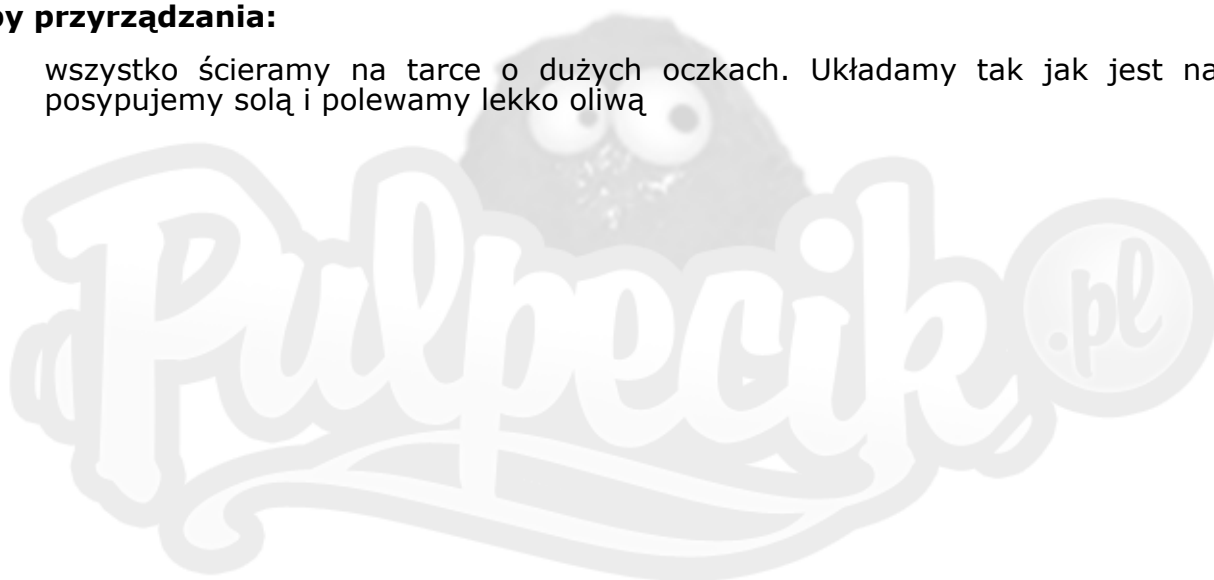 by przyrządzania:
wszystko ścieramy na tarce o dużych oczkach. Układamy tak jak jest na
posypujemy solą i polewamy lekko oliwą
Pulpecik .pl